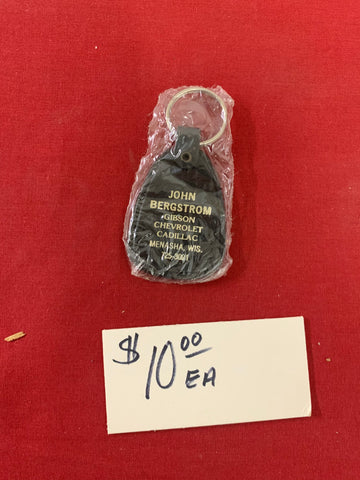 JOHN
BERGSTROM
GIBSON
CHEVROLET
CADILLAC
MENASHA, WIS.
$10.00
EA